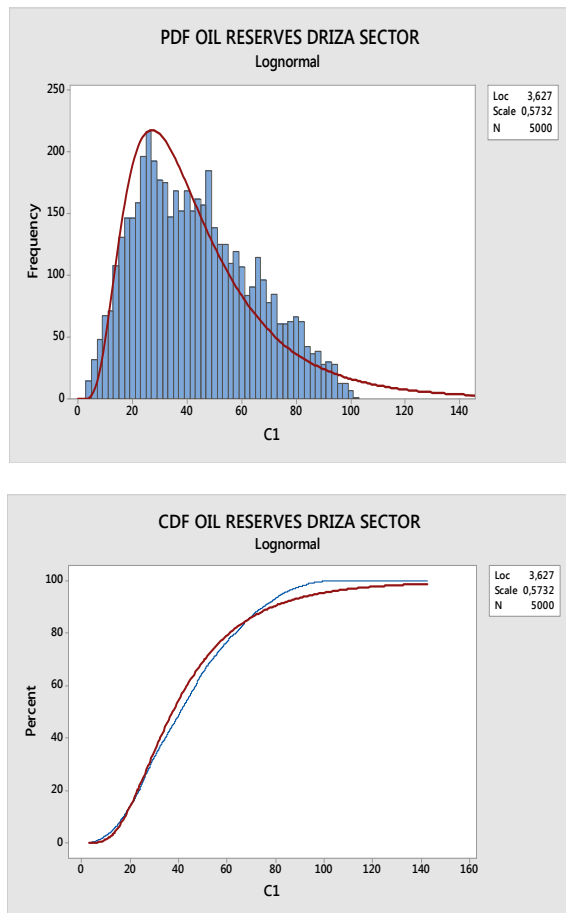 PDF OIL RESERVES DRIZA SECTOR
Lognormal
Loc 3,627
Scale 0,5732
N 5000
250
200
150
100
50
0
Frequency
0 20 40 60 80 100 120 140
C1
CDF OIL RESERVES DRIZA SECTOR
Lognormal
Loc 3,627
Scale 0,5732
N 5000
100
80
60
40
20
0
Percent
0 20 40 60 80 100 120 140 160
C1